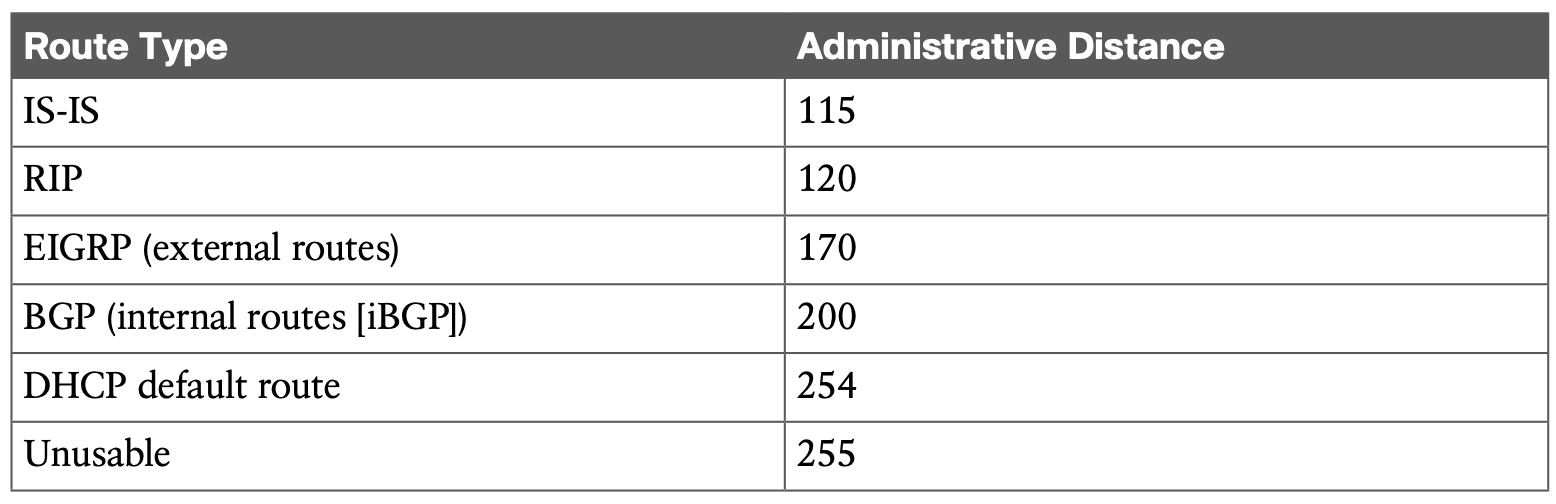 Route Type Administrative Distance
IS-IS 115
RIP 120
EIGRP (external routes) 170
BGP (internal routes [iBGP]) 200
DHCP default route 254
Unusable 255